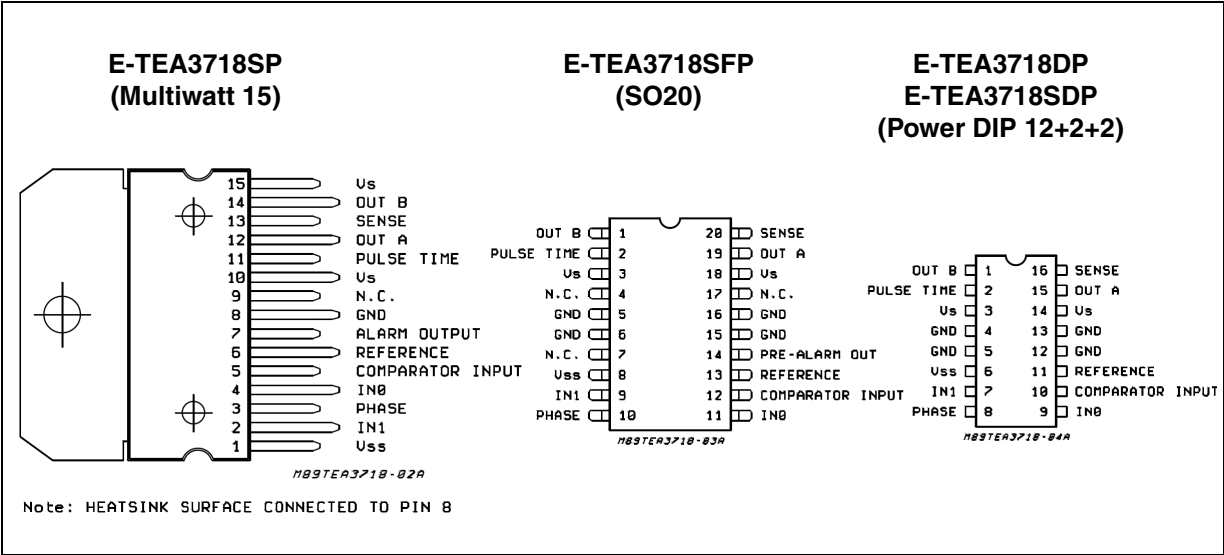 E-TEA3718SP
(Multiwatt 15)
15 Vs
14 OUT B
13 SENSE
12 OUT A
11 PULSE TIME
10 Vs
9 N.C.
8 GND
7 ALARM OUTPUT
6 REFERENCE
5 COMPARATOR INPUT
4 IN0
3 PHASE
2 IN1
1 Vss
M89TEA3718-02A
Note: HEATSINK SURFACE CONNECTED TO PIN 8
E-TEA3718SFP
(SO20)
OUT B 1 20 SENSE
PULSE TIME 2 19 OUT A
Vs 3 18 Vs
N.C. 4 17 N.C.
GND 5 16 GND
GND 6 15 GND
N.C. 7 14 PRE-ALARM OUT
Vss 8 13 REFERENCE
IN1 9 12 COMPARATOR INPUT
PHASE 10 11 IN0
M89TEA3718-03A
E-TEA3718DP
E-TEA3718SDP
(Power DIP 12+2+2)
OUT B 1 16 SENSE
PULSE TIME 2 15 OUT A
Vs 3 14 Vs
GND 4 13 GND
GND 5 12 GND
Vss 6 11 REFERENCE
IN1 7 10 COMPARATOR INPUT
PHASE 8 9 IN0
M89TEA3718-04A